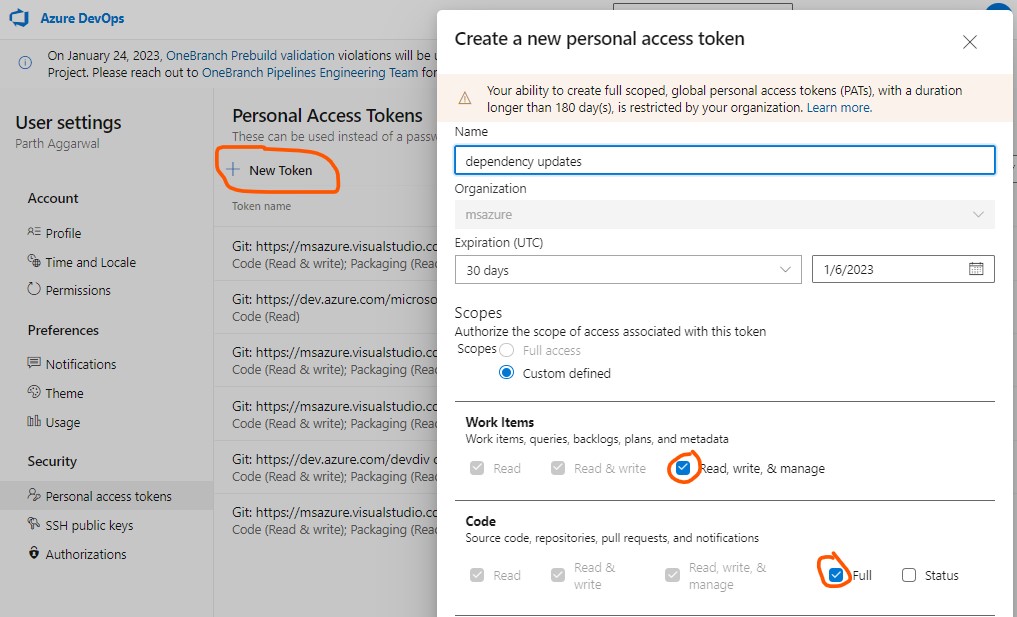 Azure DevOps
On January 24, 2023, OneBranch Prebuild validation violations will be
Project. Please reach out to OneBranch Pipelines Engineering Team for
User settings
Parth Aggarwal
Account
Profile
Time and Locale
Permissions
Preferences
Notifications
Theme
Usage
Security
Personal access tokens
SSH public keys
Authorizations
Personal Access Tokens
These can be used instead of a
+ New Token
Token name
Git: https://msazure.visualstudio.co
Code (Read & write); Packaging (Read
Git: https://dev.azure.com/microso
Code (Read)
Git: https://msazure.visualstudio.co
Code (Read & write); Packaging (Read
Git: https://msazure.visualstudio.co
Code (Read & write); Packaging (Read
Git: https://dev.azure.com/devdiv
Code (Read & write); Packaging (Read
Git: https://msazure.visualstudio.co
Code (Read & write); Packaging (Read
Create a new personal access token
Your ability to create full scoped, global personal access tokens (PATs), with a duration
longer than 180 day(s), is restricted by your organization. Learn more.
Name
dependency updates
Organization
msazure
Expiration (UTC)
30 days
1/6/2023
Scopes
Authorize the scope of access associated with this token
Scopes Full access
Custom defined
Work Items
Work items, queries, backlogs, plans, and metadata
Read Read & write Read, write, & manage
Code
Source code, repositories, pull requests, and notifications
Read Read & write Read, write, & manage Full Status